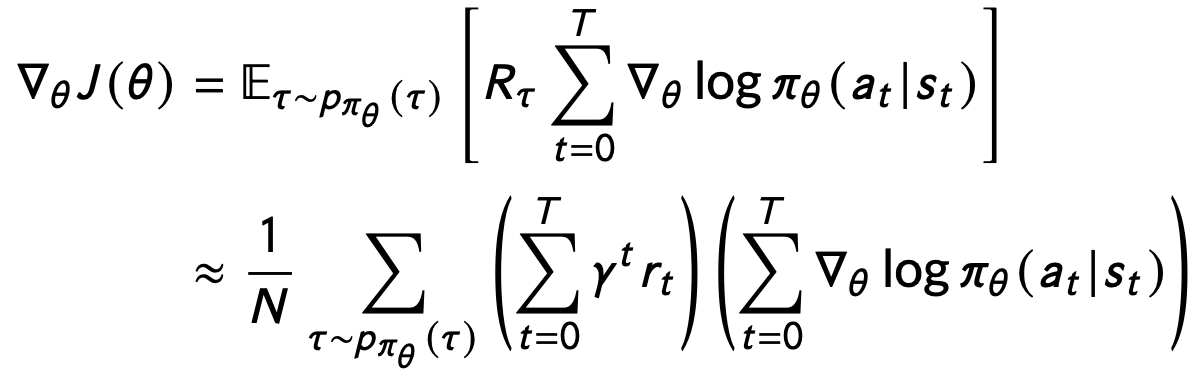 ∇_θ J(θ) = 𝔼_{τ∼p_{π_θ}(τ)} [ R_τ ∑_{t=0}^{T} ∇_θ log π_θ(a_t|s_t) ]
≈ \frac{1}{N} ∑_{τ∼p_{π_θ}(τ)} ( ∑_{t=0}^{T} γ^t r_t ) ( ∑_{t=0}^{T} ∇_θ log π_θ(a_t|s_t) )